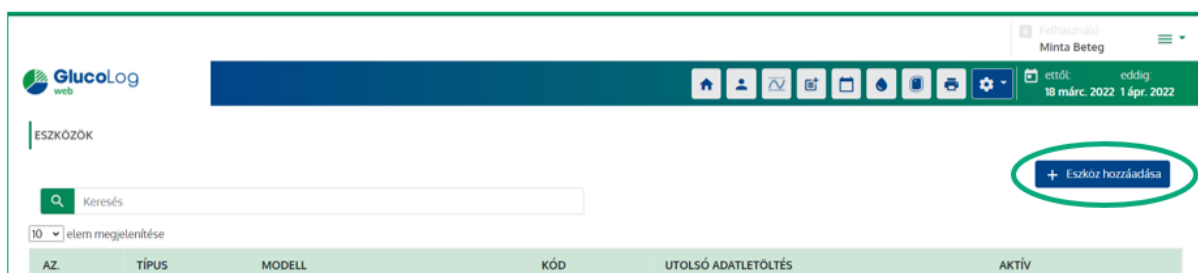 Felhasználó
Minta Beteg
GlucoLog
web
ettől: eddig:
18 márc. 2022 1 ápr. 2022
ESZKÖZÖK
+ Eszköz hozzáadása
Keresés
10 elem megjelenítése
AZ. TÍPUS MODELL KÓD UTOLSÓ ADATLETÖLTÉS AKTÍV